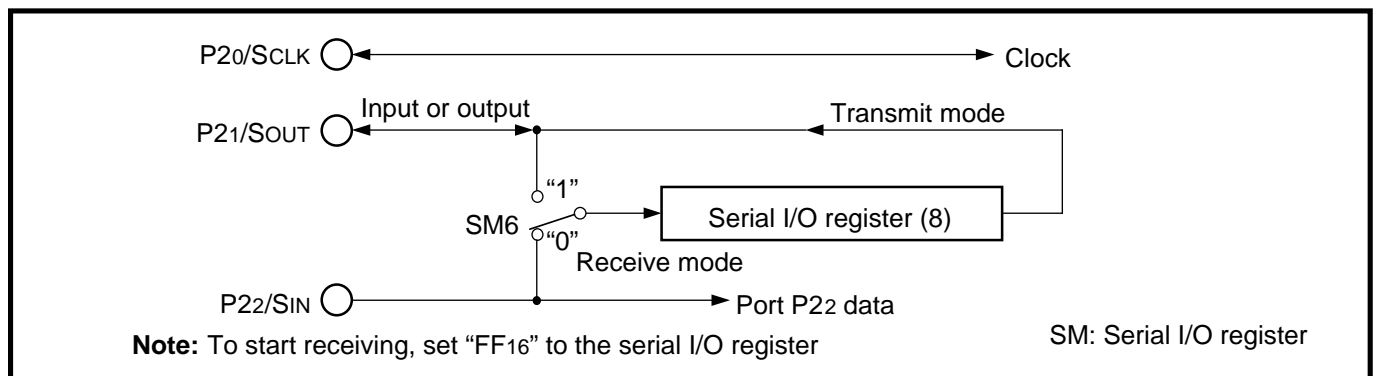 P20/SCLK
Clock
Input or output
Transmit mode
P21/SOUT
“1”
SM6
Serial I/O register (8)
“0”
Receive mode
P22/SIN
Port P22 data
Note: To start receiving, set “FF16” to the serial I/O register
SM: Serial I/O register